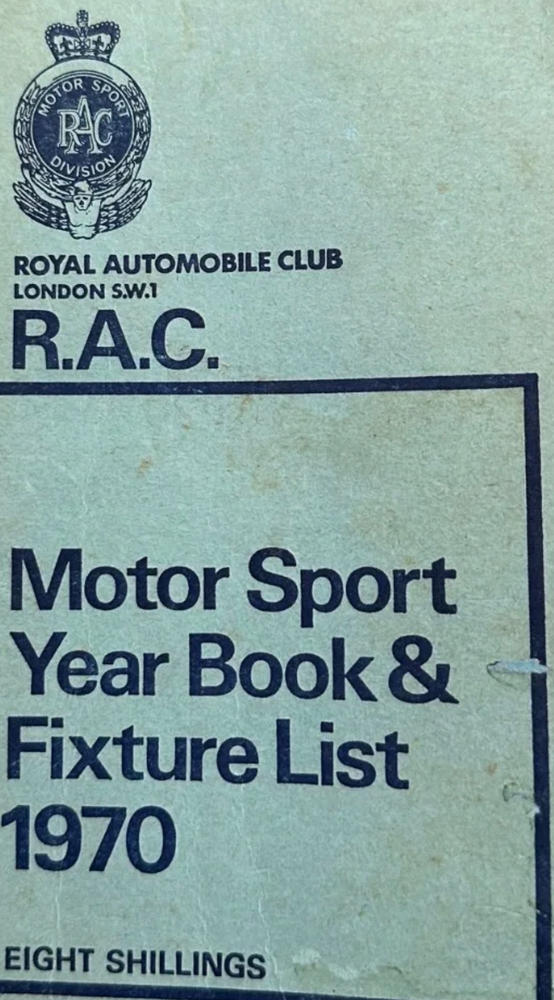 MOTOR SPORT
RAC
DIVISION
ROYAL AUTOMOBILE CLUB
LONDON S.W.1
R.A.C.
Motor Sport
Year Book &
Fixture List
1970
EIGHT SHILLINGS